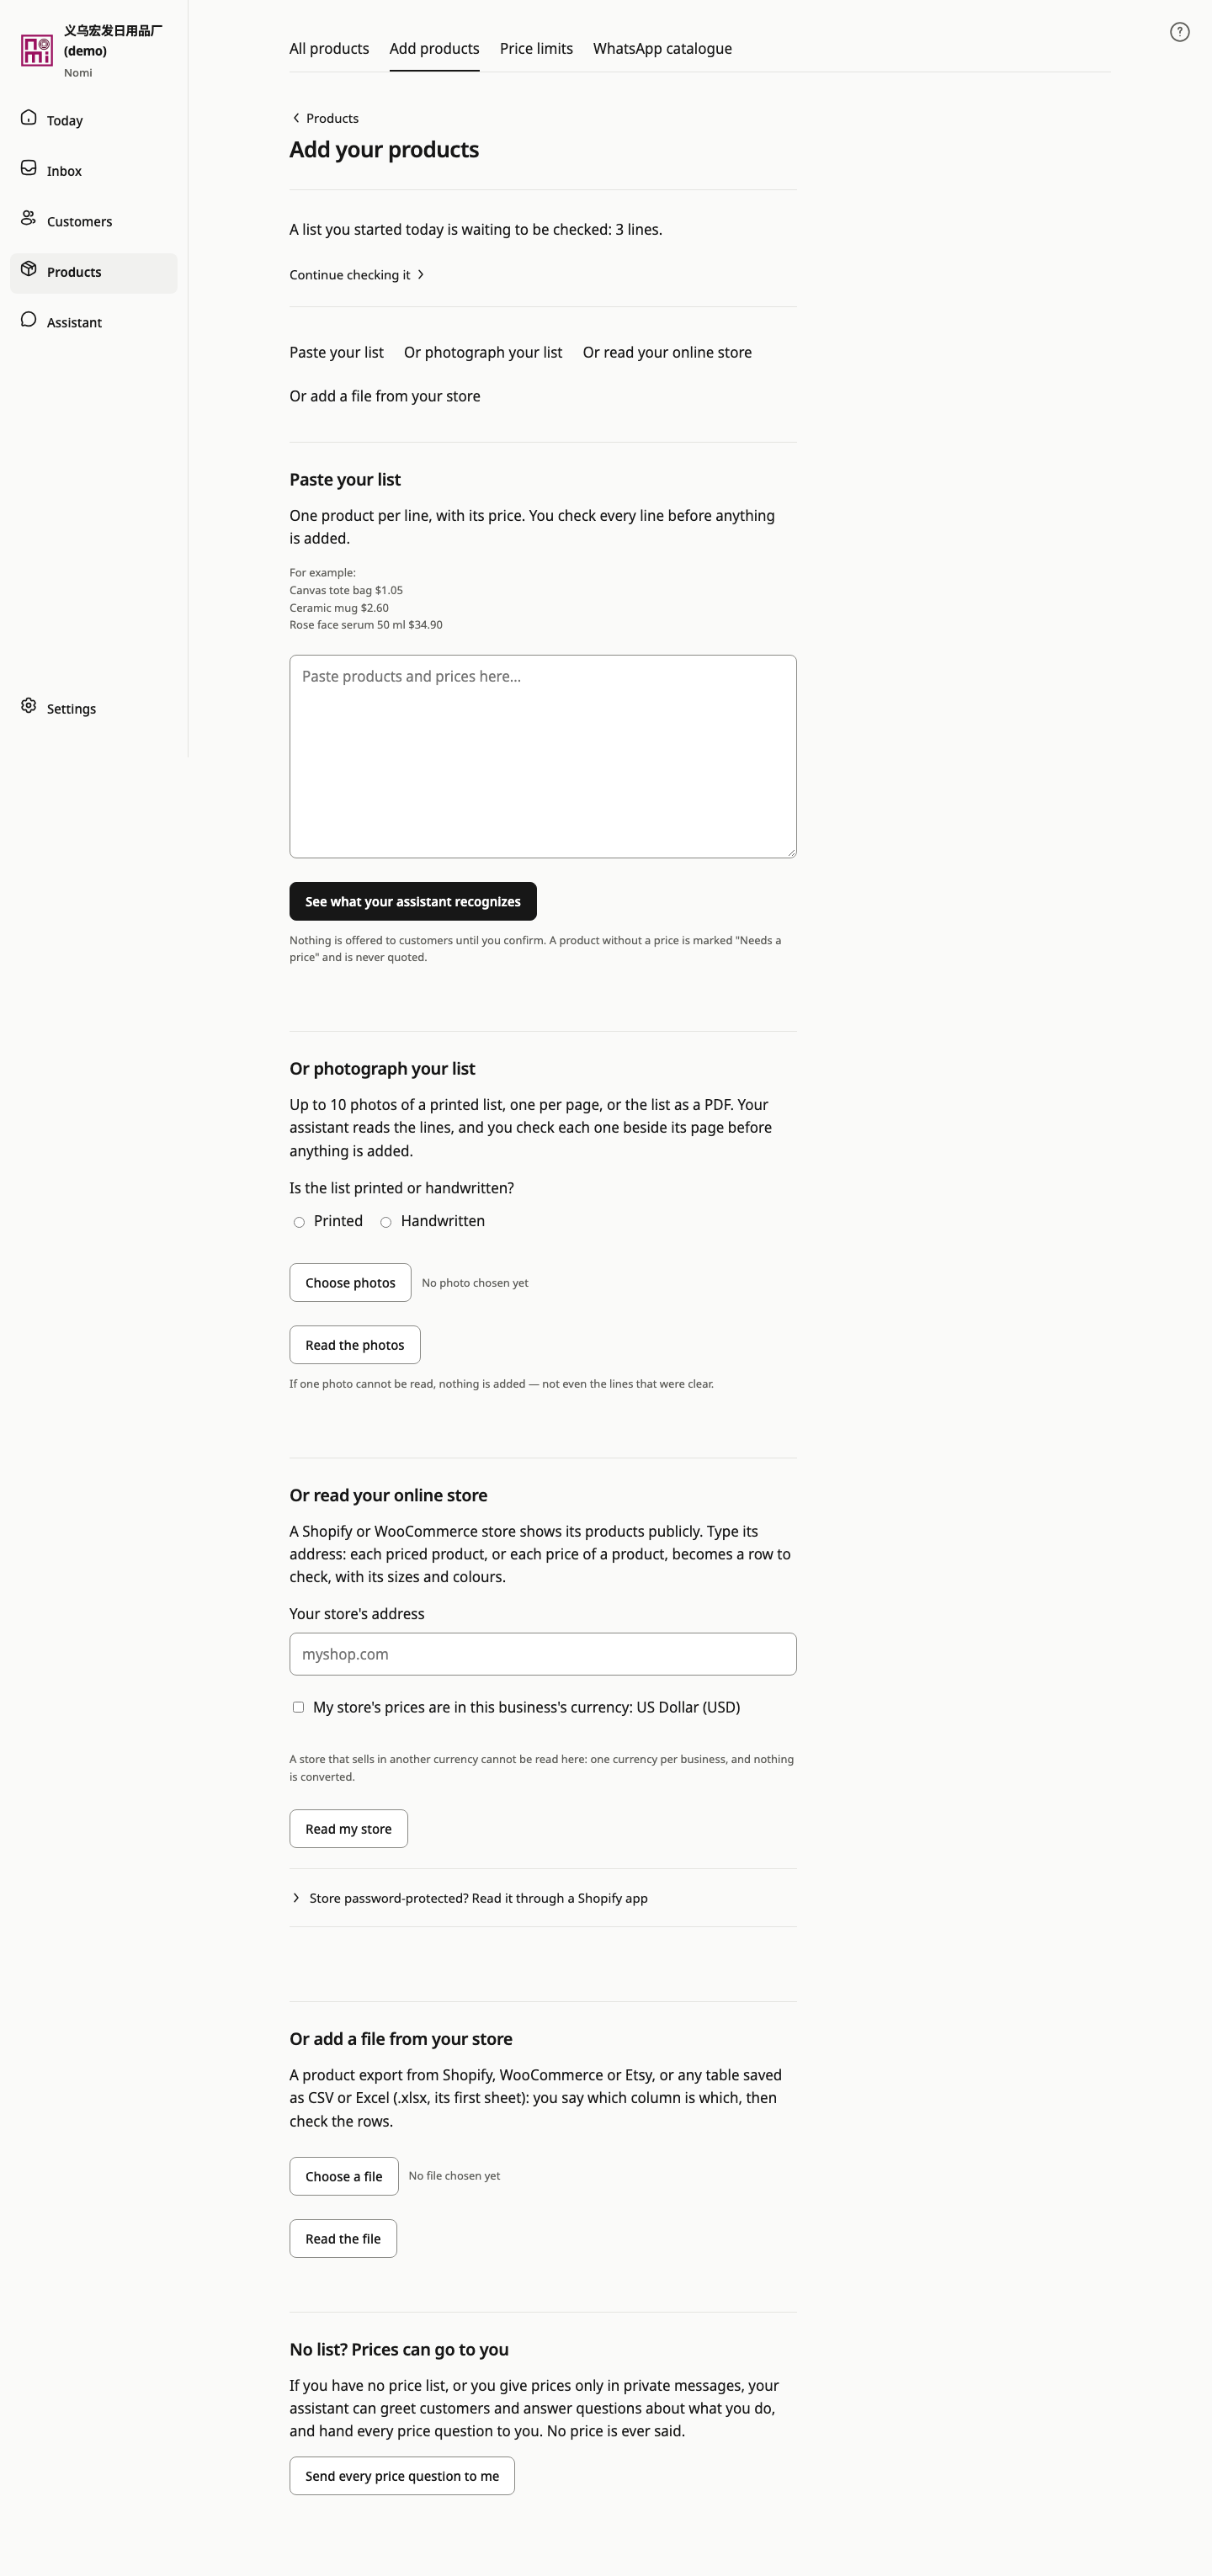 义乌宏发日用品厂
(demo)
Nomi
Today
Inbox
Customers
Products
Assistant
Settings
All products
Add products
Price limits
WhatsApp catalogue
Products
Add your products
A list you started today is waiting to be checked: 3 lines.
Continue checking it
Paste your list
Or photograph your list
Or read your online store
Or add a file from your store
Paste your list
One product per line, with its price. You check every line before anything
is added.
For example:
Canvas tote bag $1.05
Ceramic mug $2.60
Rose face serum 50 ml $34.90
Paste products and prices here...
See what your assistant recognizes
Nothing is offered to customers until you confirm. A product without a price is marked "Needs a
price" and is never quoted.
Or photograph your list
Up to 10 photos of a printed list, one per page, or the list as a PDF. Your
assistant reads the lines, and you check each one beside its page before
anything is added.
Is the list printed or handwritten?
Printed
Handwritten
Choose photos
No photo chosen yet
Read the photos
If one photo cannot be read, nothing is added — not even the lines that were clear.
Or read your online store
A Shopify or WooCommerce store shows its products publicly. Type its
address: each priced product, or each price of a product, becomes a row to
check, with its sizes and colours.
Your store's address
myshop.com
My store's prices are in this business's currency: US Dollar (USD)
A store that sells in another currency cannot be read here: one currency per business, and nothing
is converted.
Read my store
Store password-protected? Read it through a Shopify app
Or add a file from your store
A product export from Shopify, WooCommerce or Etsy, or any table saved
as CSV or Excel (.xlsx, its first sheet): you say which column is which, then
check the rows.
Choose a file
No file chosen yet
Read the file
No list? Prices can go to you
If you have no price list, or you give prices only in private messages, your
assistant can greet customers and answer questions about what you do,
and hand every price question to you. No price is ever said.
Send every price question to me